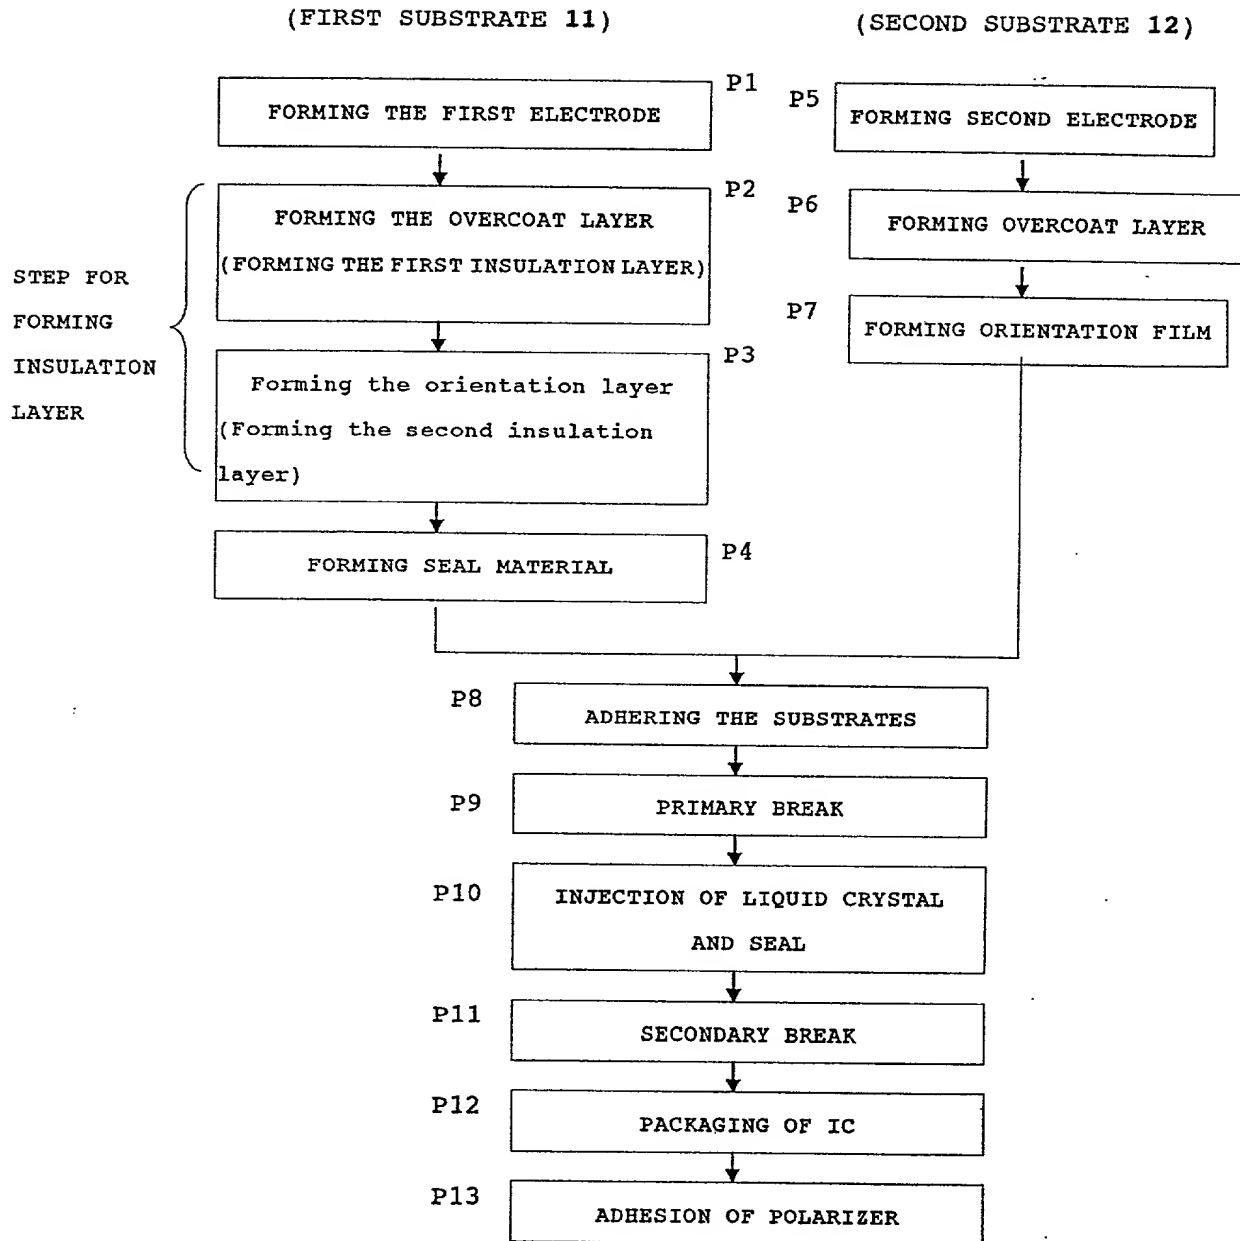 (FIRST SUBSTRATE 11)
(SECOND SUBSTRATE 12)
P1
FORMING THE FIRST ELECTRODE
P2
FORMING THE OVERCOAT LAYER
(FORMING THE FIRST INSULATION LAYER)
STEP FOR
FORMING
INSULATION
LAYER
P3
Forming the orientation layer
(Forming the second insulation
layer)
P4
FORMING SEAL MATERIAL
P5
FORMING SECOND ELECTRODE
P6
FORMING OVERCOAT LAYER
P7
FORMING ORIENTATION FILM
P8
ADHERING THE SUBSTRATES
P9
PRIMARY BREAK
P10
INJECTION OF LIQUID CRYSTAL
AND SEAL
P11
SECONDARY BREAK
P12
PACKAGING OF IC
P13
ADHESION OF POLARIZER